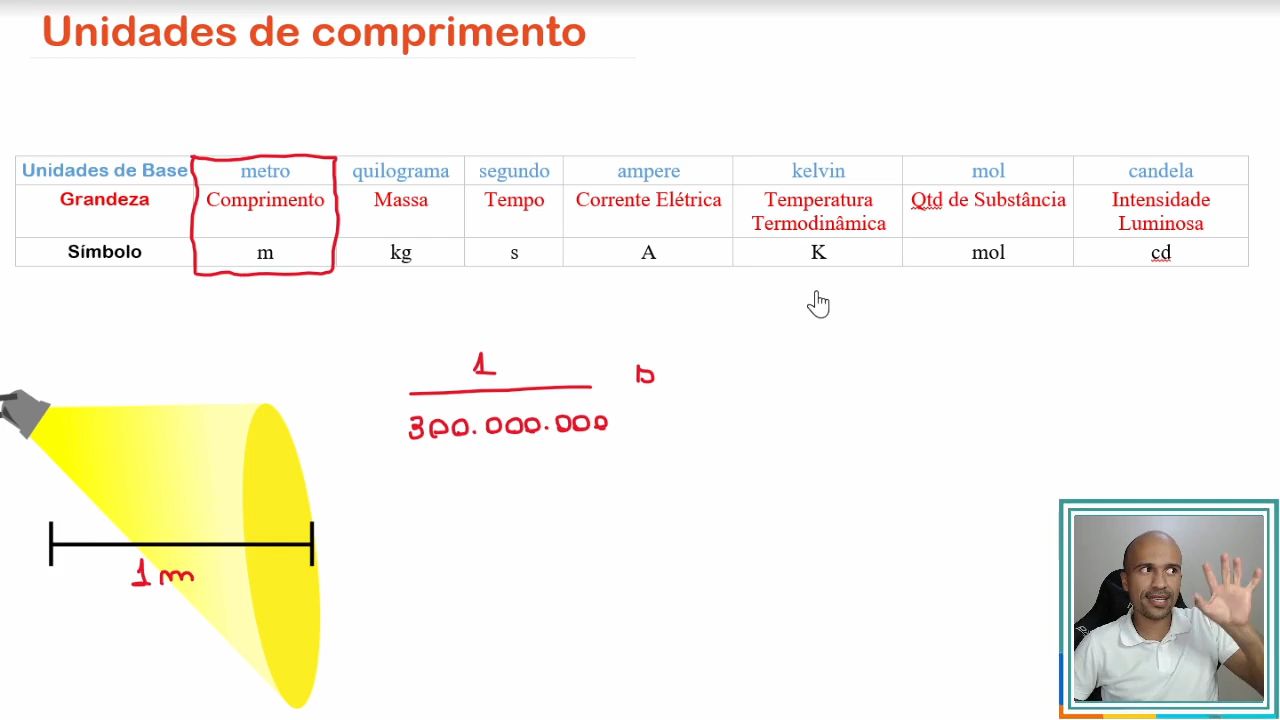 Unidades de comprimento
Unidades de Base metro quilograma segundo ampere kelvin mol candela
Grandeza Comprimento Massa Tempo Corrente Elétrica Temperatura Termodinâmica Qtd de Substância Intensidade Luminosa
Símbolo m kg s A K mol cd
1
s
300.000.000
1 m